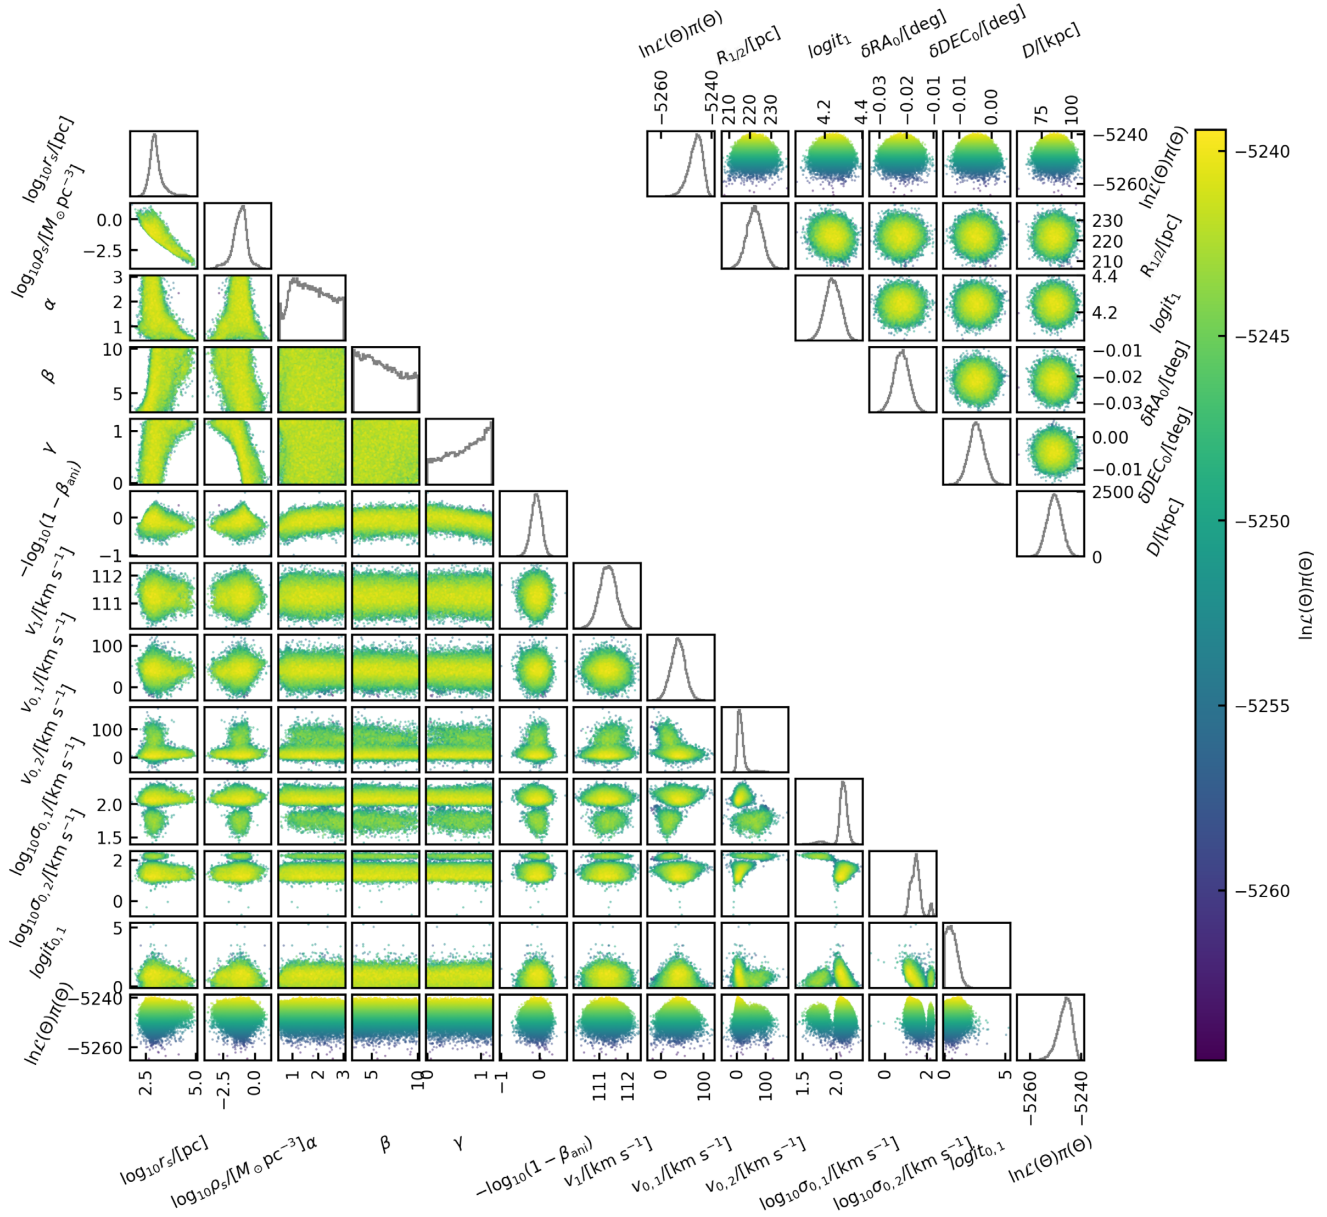 lnℒ(Θ)π(Θ)
R₁/₂/[pc]
logit₁
δRA₀/[deg]
δDEC₀/[deg]
D/[kpc]
−5260
−5240
210
220
230
4.2
4.4
−0.03
−0.02
−0.01
−0.01
0.00
75
100
log₁₀rₛ/[pc]
−5240
−5260
lnℒ(Θ)π(Θ)
log₁₀ρₛ/[M⊙pc⁻³]
0.0
−2.5
230
220
210
R₁/₂/[pc]
α
3
2
1
4.4
4.2
logit₁
β
10
5
−0.01
−0.02
−0.03
δRA₀/[deg]
γ
1
0
0.00
−0.01
δDEC₀/[deg]
−log₁₀(1 − βₐₙᵢ)
0
−1
2500
0
D/[kpc]
v₁/[km s⁻¹]
112
111
v₀,₁/[km s⁻¹]
100
0
v₀,₂/[km s⁻¹]
100
0
log₁₀σ₀,₁/[km s⁻¹]
2.0
1.5
log₁₀σ₀,₂/[km s⁻¹]
2
0
logit₀,₁
5
0
lnℒ(Θ)π(Θ)
−5240
−5260
2.5
5.0
−2.5
0.0
1
2
3
5
10
0
1
−1
0
111
112
0
100
0
100
1.5
2.0
0
2
0
5
−5260
−5240
log₁₀rₛ/[pc]
log₁₀ρₛ/[M⊙pc⁻³]
α
β
γ
−log₁₀(1 − βₐₙᵢ)
v₁/[km s⁻¹]
v₀,₁/[km s⁻¹]
v₀,₂/[km s⁻¹]
log₁₀σ₀,₁/[km s⁻¹]
log₁₀σ₀,₂/[km s⁻¹]
logit₀,₁
lnℒ(Θ)π(Θ)
−5240
−5245
−5250
−5255
−5260
lnℒ(Θ)π(Θ)